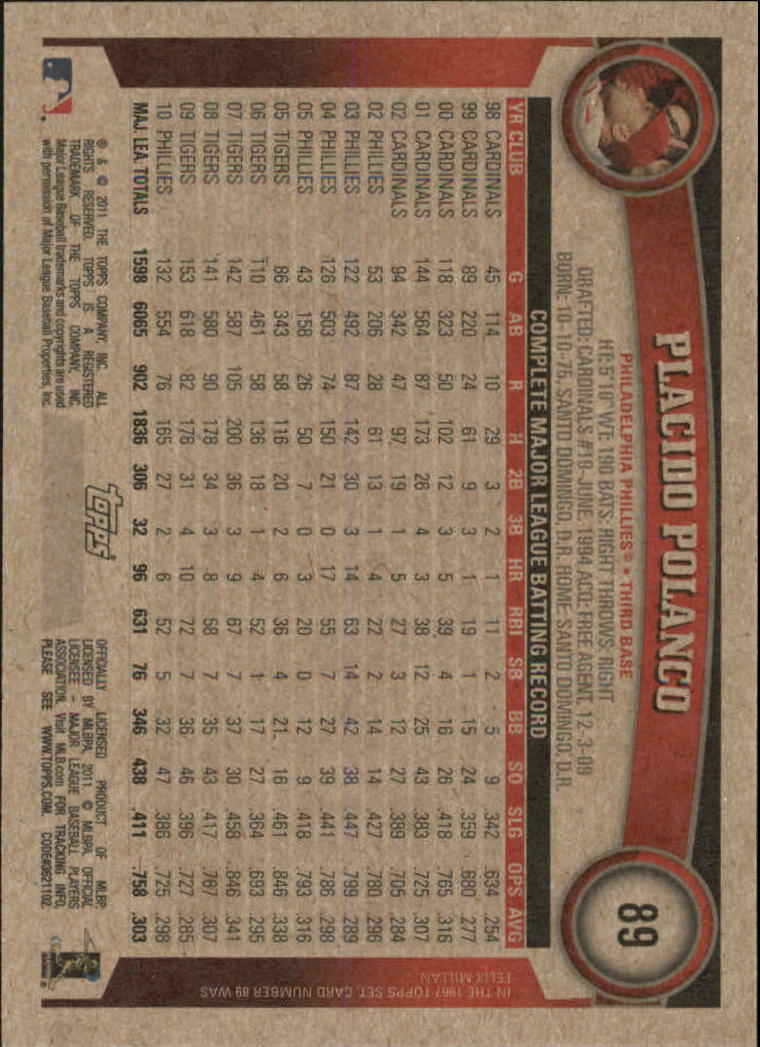 89
PLACIDO POLANCO
PHILADELPHIA PHILLIES® • THIRD BASE
HT: 5'10" WT: 190 BATS: RIGHT THROWS: RIGHT
DRAFTED: CARDINALS #19-JUNE, 1994 ACQ: FREE AGENT, 12-3-09
BORN: 10-10-75, SANTO DOMINGO, D.R. HOME: SANTO DOMINGO, D.R.
COMPLETE MAJOR LEAGUE BATTING RECORD
YR CLUB G AB R H 2B 3B HR RBI SB BB SO SLG OPS AVG
98 CARDINALS 45 114 10 29 3 2 1 11 2 5 9 .342 .634 .254
99 CARDINALS 89 220 24 61 9 3 1 19 1 15 24 .359 .680 .277
00 CARDINALS 118 323 50 102 12 3 5 39 4 16 26 .418 .765 .316
01 CARDINALS 144 564 87 173 26 4 3 38 12 25 43 .383 .725 .307
02 CARDINALS 94 342 47 97 19 1 5 27 3 12 27 .389 .705 .284
02 PHILLIES 53 206 28 61 13 1 4 22 2 14 14 .427 .780 .296
03 PHILLIES 122 492 87 142 30 3 14 63 14 42 38 .447 .799 .289
04 PHILLIES 126 503 74 150 21 0 17 55 7 27 39 .441 .786 .298
05 PHILLIES 43 158 26 50 7 0 3 20 0 12 9 .418 .793 .316
05 TIGERS 86 343 58 116 20 2 6 36 4 21 16 .461 .846 .338
06 TIGERS 110 461 58 136 18 1 4 52 1 17 27 .364 .693 .295
07 TIGERS 142 587 105 200 36 3 9 67 7 37 30 .458 .846 .341
08 TIGERS 141 580 90 178 34 3 8 58 7 35 43 .417 .767 .307
09 TIGERS 153 618 82 176 31 4 10 72 7 36 46 .396 .727 .285
10 PHILLIES 132 554 76 165 27 2 6 52 5 32 47 .386 .725 .298
MAJ. LEA. TOTALS 1598 6065 902 1836 306 32 96 631 76 346 438 .411 .758 .303
IN THE 1967 TOPPS SET, CARD NUMBER 89 WAS
FELIX MILLAN.
® & © 2011 THE TOPPS COMPANY, INC. ALL
RIGHTS RESERVED. TOPPS IS A REGISTERED
TRADEMARK OF THE TOPPS COMPANY, INC.
Major League Baseball trademarks and copyrights are used
with permission of Major League Baseball Properties, Inc.
topps
OFFICIALLY LICENSED PRODUCT OF MLBP
LICENSED BY MLBPA, 2011 © MLBPA, OFFICIAL
LICENSEE - MAJOR LEAGUE BASEBALL PLAYERS
ASSOCIATION. Visit MLB.com FOR TRACKING INFO,
PLEASE SEE WWW.TOPPS.COM. CODE#0621102